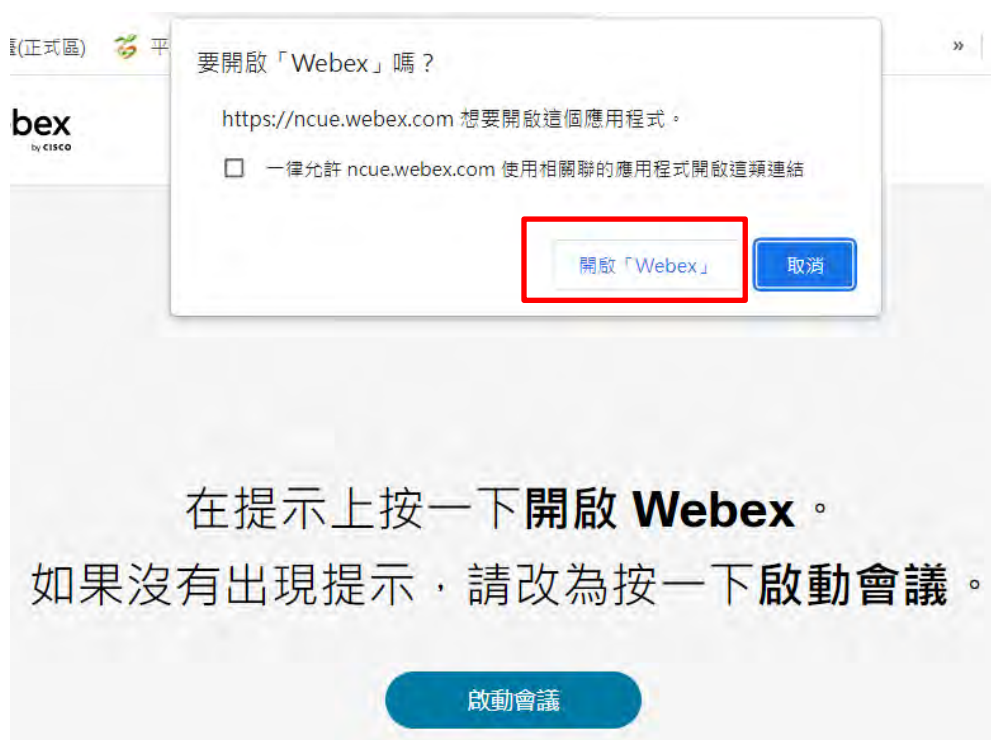 (正式區) 平 »
要開啟「Webex」嗎？
bex
by CISCO
https://ncue.webex.com 想要開啟這個應用程式。
一律允許 ncue.webex.com 使用相關聯的應用程式開啟這類連結
開啟「Webex」 取消
在提示上按一下開啟 Webex。
如果沒有出現提示，請改為按一下啟動會議。
啟動會議